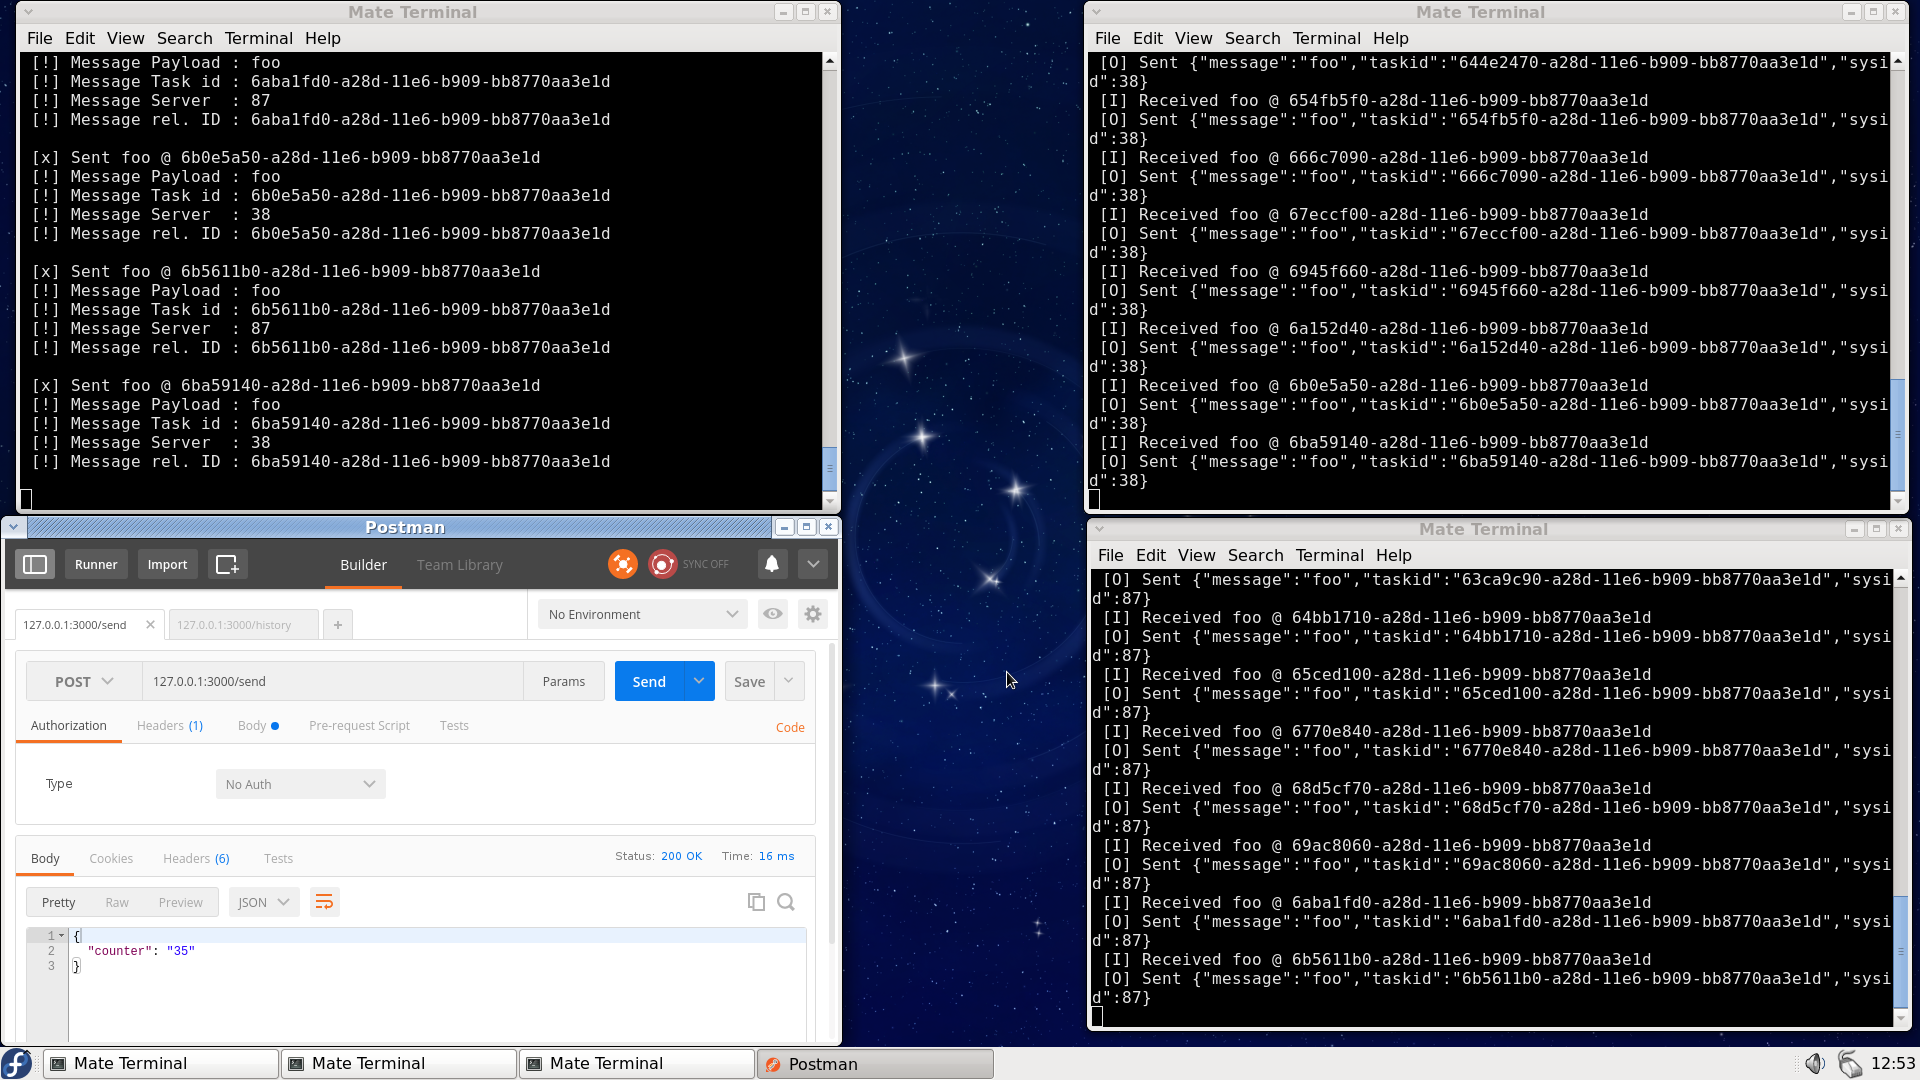 Mate Terminal
File Edit View Search Terminal Help
[!] Message Payload : foo
[!] Message Task id : 6aba1fd0-a28d-11e6-b909-bb8770aa3e1d
[!] Message Server  : 87
[!] Message rel. ID : 6aba1fd0-a28d-11e6-b909-bb8770aa3e1d
[x] Sent foo @ 6b0e5a50-a28d-11e6-b909-bb8770aa3e1d
[!] Message Payload : foo
[!] Message Task id : 6b0e5a50-a28d-11e6-b909-bb8770aa3e1d
[!] Message Server  : 38
[!] Message rel. ID : 6b0e5a50-a28d-11e6-b909-bb8770aa3e1d
[x] Sent foo @ 6b5611b0-a28d-11e6-b909-bb8770aa3e1d
[!] Message Payload : foo
[!] Message Task id : 6b5611b0-a28d-11e6-b909-bb8770aa3e1d
[!] Message Server  : 87
[!] Message rel. ID : 6b5611b0-a28d-11e6-b909-bb8770aa3e1d
[x] Sent foo @ 6ba59140-a28d-11e6-b909-bb8770aa3e1d
[!] Message Payload : foo
[!] Message Task id : 6ba59140-a28d-11e6-b909-bb8770aa3e1d
[!] Message Server  : 38
[!] Message rel. ID : 6ba59140-a28d-11e6-b909-bb8770aa3e1d
Mate Terminal
File Edit View Search Terminal Help
[O] Sent {"message":"foo","taskid":"644e2470-a28d-11e6-b909-bb8770aa3e1d","sysi
d":38}
[I] Received foo @ 654fb5f0-a28d-11e6-b909-bb8770aa3e1d
[O] Sent {"message":"foo","taskid":"654fb5f0-a28d-11e6-b909-bb8770aa3e1d","sysi
d":38}
[I] Received foo @ 666c7090-a28d-11e6-b909-bb8770aa3e1d
[O] Sent {"message":"foo","taskid":"666c7090-a28d-11e6-b909-bb8770aa3e1d","sysi
d":38}
[I] Received foo @ 67eccf00-a28d-11e6-b909-bb8770aa3e1d
[O] Sent {"message":"foo","taskid":"67eccf00-a28d-11e6-b909-bb8770aa3e1d","sysi
d":38}
[I] Received foo @ 6945f660-a28d-11e6-b909-bb8770aa3e1d
[O] Sent {"message":"foo","taskid":"6945f660-a28d-11e6-b909-bb8770aa3e1d","sysi
d":38}
[I] Received foo @ 6a152d40-a28d-11e6-b909-bb8770aa3e1d
[O] Sent {"message":"foo","taskid":"6a152d40-a28d-11e6-b909-bb8770aa3e1d","sysi
d":38}
[I] Received foo @ 6b0e5a50-a28d-11e6-b909-bb8770aa3e1d
[O] Sent {"message":"foo","taskid":"6b0e5a50-a28d-11e6-b909-bb8770aa3e1d","sysi
d":38}
[I] Received foo @ 6ba59140-a28d-11e6-b909-bb8770aa3e1d
[O] Sent {"message":"foo","taskid":"6ba59140-a28d-11e6-b909-bb8770aa3e1d","sysi
d":38}
Postman
Runner Import Builder Team Library SYNC OFF
127.0.0.1:3000/send 127.0.0.1:3000/history + No Environment
POST 127.0.0.1:3000/send Params Send Save
Authorization Headers (1) Body Pre-request Script Tests Code
Type No Auth
Body Cookies Headers (6) Tests Status: 200 OK Time: 16 ms
Pretty Raw Preview JSON
1 {
2 "counter": "35"
3 }
Mate Terminal
File Edit View Search Terminal Help
[O] Sent {"message":"foo","taskid":"63ca9c90-a28d-11e6-b909-bb8770aa3e1d","sysi
d":87}
[I] Received foo @ 64bb1710-a28d-11e6-b909-bb8770aa3e1d
[O] Sent {"message":"foo","taskid":"64bb1710-a28d-11e6-b909-bb8770aa3e1d","sysi
d":87}
[I] Received foo @ 65ced100-a28d-11e6-b909-bb8770aa3e1d
[O] Sent {"message":"foo","taskid":"65ced100-a28d-11e6-b909-bb8770aa3e1d","sysi
d":87}
[I] Received foo @ 6770e840-a28d-11e6-b909-bb8770aa3e1d
[O] Sent {"message":"foo","taskid":"6770e840-a28d-11e6-b909-bb8770aa3e1d","sysi
d":87}
[I] Received foo @ 68d5cf70-a28d-11e6-b909-bb8770aa3e1d
[O] Sent {"message":"foo","taskid":"68d5cf70-a28d-11e6-b909-bb8770aa3e1d","sysi
d":87}
[I] Received foo @ 69ac8060-a28d-11e6-b909-bb8770aa3e1d
[O] Sent {"message":"foo","taskid":"69ac8060-a28d-11e6-b909-bb8770aa3e1d","sysi
d":87}
[I] Received foo @ 6aba1fd0-a28d-11e6-b909-bb8770aa3e1d
[O] Sent {"message":"foo","taskid":"6aba1fd0-a28d-11e6-b909-bb8770aa3e1d","sysi
d":87}
[I] Received foo @ 6b5611b0-a28d-11e6-b909-bb8770aa3e1d
[O] Sent {"message":"foo","taskid":"6b5611b0-a28d-11e6-b909-bb8770aa3e1d","sysi
d":87}
Mate Terminal Mate Terminal Mate Terminal Postman 12:53